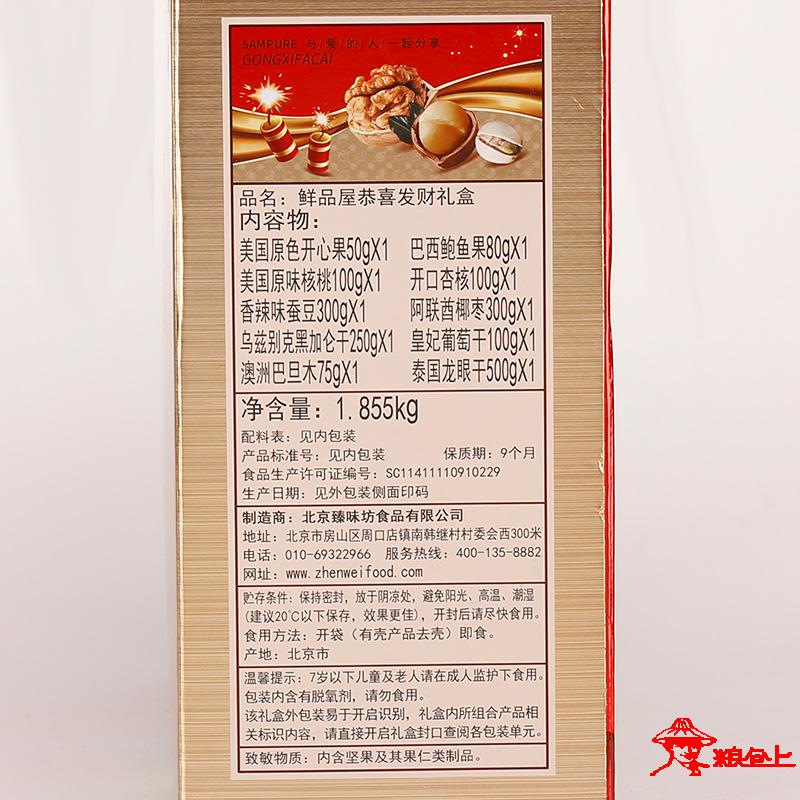 SAMPURE 与/爱/的/人/一起分享
GONGXIFACAI
品名：鲜品屋恭喜发财礼盒
内容物：
美国原色开心果50gX1 巴西鲍鱼果80gX1
美国原味核桃100gX1 开口杏核100gX1
香辣味蚕豆300gX1 阿联酋椰枣300gX1
乌兹别克黑加仑干250gX1 皇妃葡萄干100gX1
澳洲巴旦木75gX1 泰国龙眼干500gX1
净含量：1.855kg
配料表：见内包装
产品标准号：见内包装 保质期：9个月
食品生产许可证编号：SC11411110910229
生产日期：见外包装侧面印码
制造商：北京臻味坊食品有限公司
地址：北京市房山区周口店镇南韩继村村委会西300米
电话：010-69322966 服务热线：400-135-8882
网址：www.zhenweifood.com
贮存条件：保持密封，放于阴凉处，避免阳光、高温、潮湿
(建议20℃以下保存，效果更佳)，开封后请尽快食用。
食用方法：开袋（有壳产品去壳）即食。
产地：北京市
温馨提示：7岁以下儿童及老人请在成人监护下食用。
包装内含有脱氧剂，请勿食用。
该礼盒外包装易于开启识别，礼盒内所组合产品相
关标识内容，请直接开启礼盒封口查阅各包装单元。
致敏物质：内含坚果及其果仁类制品。
粮仓上